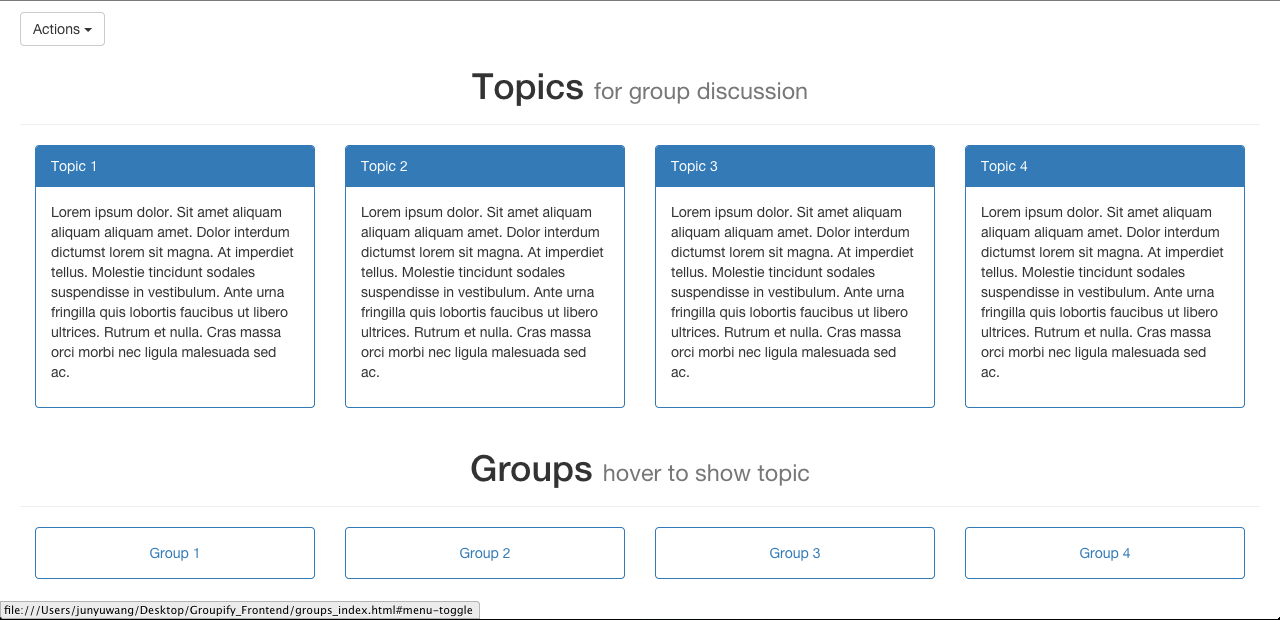 Actions
Topics for group discussion
Topic 1
Lorem ipsum dolor. Sit amet aliquam
aliquam aliquam amet. Dolor interdum
dictumst lorem sit magna. At imperdiet
tellus. Molestie tincidunt sodales
suspendisse in vestibulum. Ante urna
fringilla quis lobortis faucibus ut libero
ultrices. Rutrum et nulla. Cras massa
orci morbi nec ligula malesuada sed
ac.
Topic 2
Lorem ipsum dolor. Sit amet aliquam
aliquam aliquam amet. Dolor interdum
dictumst lorem sit magna. At imperdiet
tellus. Molestie tincidunt sodales
suspendisse in vestibulum. Ante urna
fringilla quis lobortis faucibus ut libero
ultrices. Rutrum et nulla. Cras massa
orci morbi nec ligula malesuada sed
ac.
Topic 3
Lorem ipsum dolor. Sit amet aliquam
aliquam aliquam amet. Dolor interdum
dictumst lorem sit magna. At imperdiet
tellus. Molestie tincidunt sodales
suspendisse in vestibulum. Ante urna
fringilla quis lobortis faucibus ut libero
ultrices. Rutrum et nulla. Cras massa
orci morbi nec ligula malesuada sed
ac.
Topic 4
Lorem ipsum dolor. Sit amet aliquam
aliquam aliquam amet. Dolor interdum
dictumst lorem sit magna. At imperdiet
tellus. Molestie tincidunt sodales
suspendisse in vestibulum. Ante urna
fringilla quis lobortis faucibus ut libero
ultrices. Rutrum et nulla. Cras massa
orci morbi nec ligula malesuada sed
ac.
Groups hover to show topic
Group 1
Group 2
Group 3
Group 4
file:///Users/junyuwang/Desktop/Groupify_Frontend/groups_index.html#menu-toggle